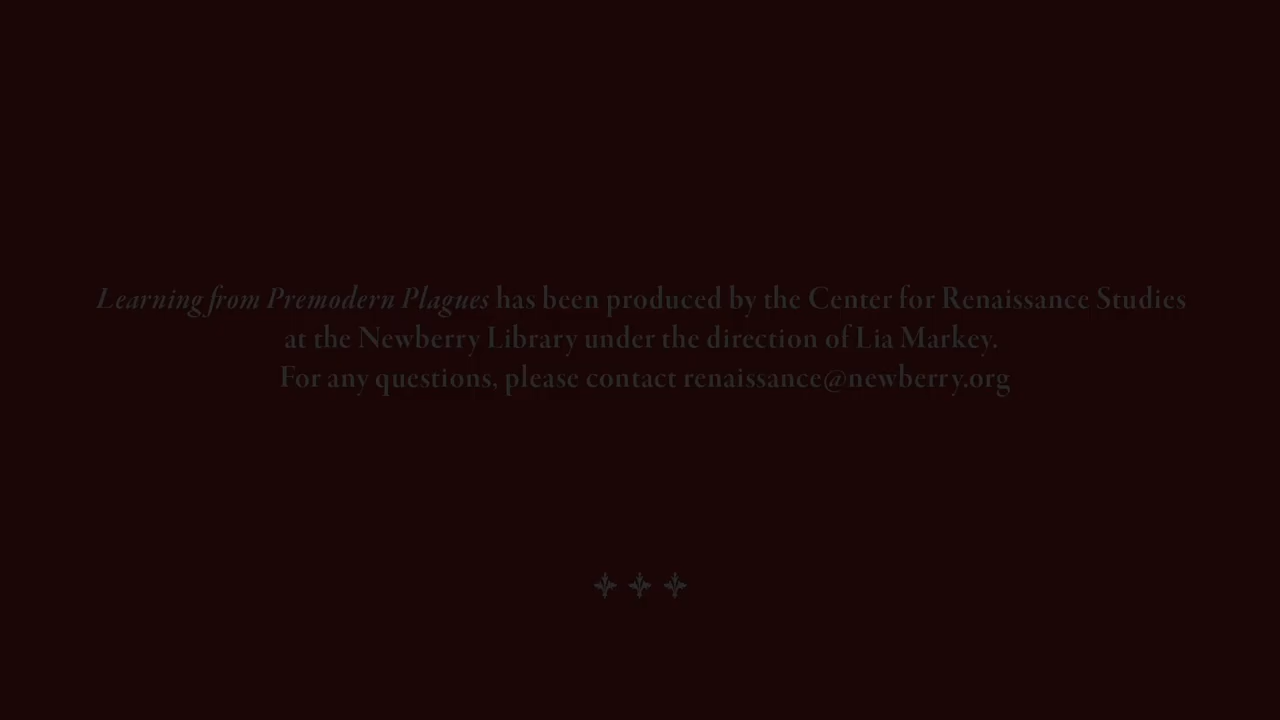 Learning from Premodern Plagues has been produced by the Center for Renaissance Studies
at the Newberry Library under the direction of Lia Markey.
For any questions, please contact renaissance@newberry.org